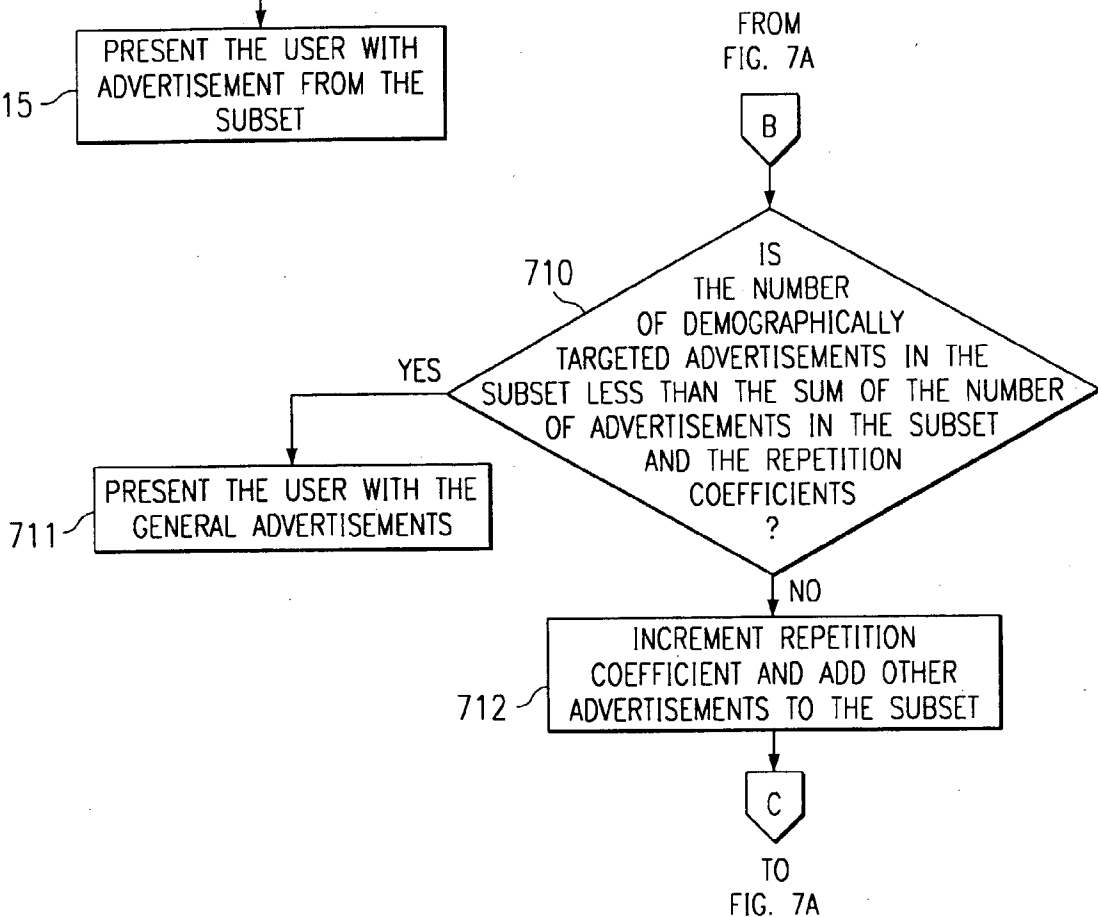 PRESENT THE USER WITH
ADVERTISEMENT FROM THE
SUBSET
15
FROM
FIG. 7A
B
710
IS
THE NUMBER
OF DEMOGRAPHICALLY
TARGETED ADVERTISEMENTS IN THE
SUBSET LESS THAN THE SUM OF THE NUMBER
OF ADVERTISEMENTS IN THE SUBSET
AND THE REPETITION
COEFFICIENTS
?
YES
PRESENT THE USER WITH THE
GENERAL ADVERTISEMENTS
711
NO
INCREMENT REPETITION
COEFFICIENT AND ADD OTHER
ADVERTISEMENTS TO THE SUBSET
712
C
TO
FIG. 7A